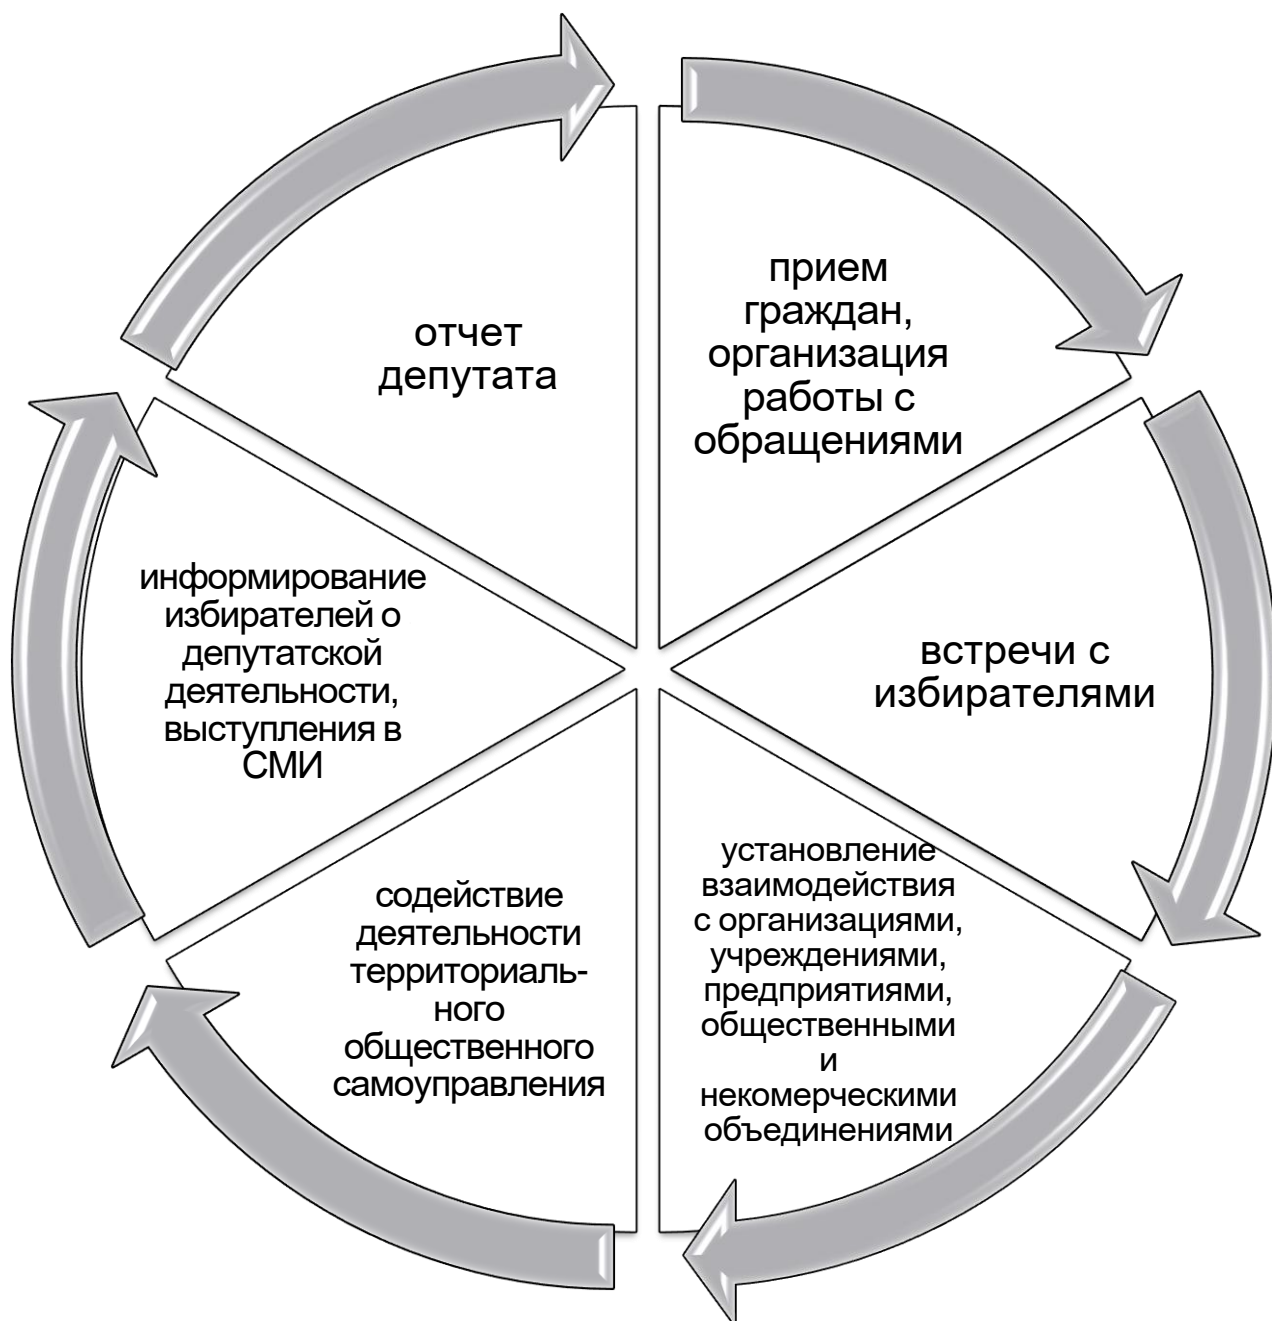 прием
граждан,
организация
работы с
обращениями
встречи с
избирателями
установление
взаимодействия
с организациями,
учреждениями,
предприятиями,
общественными
и
некомерческими
объединениями
содействие
деятельности
территориаль-
ного
общественного
самоуправления
информирование
избирателей о
депутатской
деятельности,
выступления в
СМИ
отчет
депутата